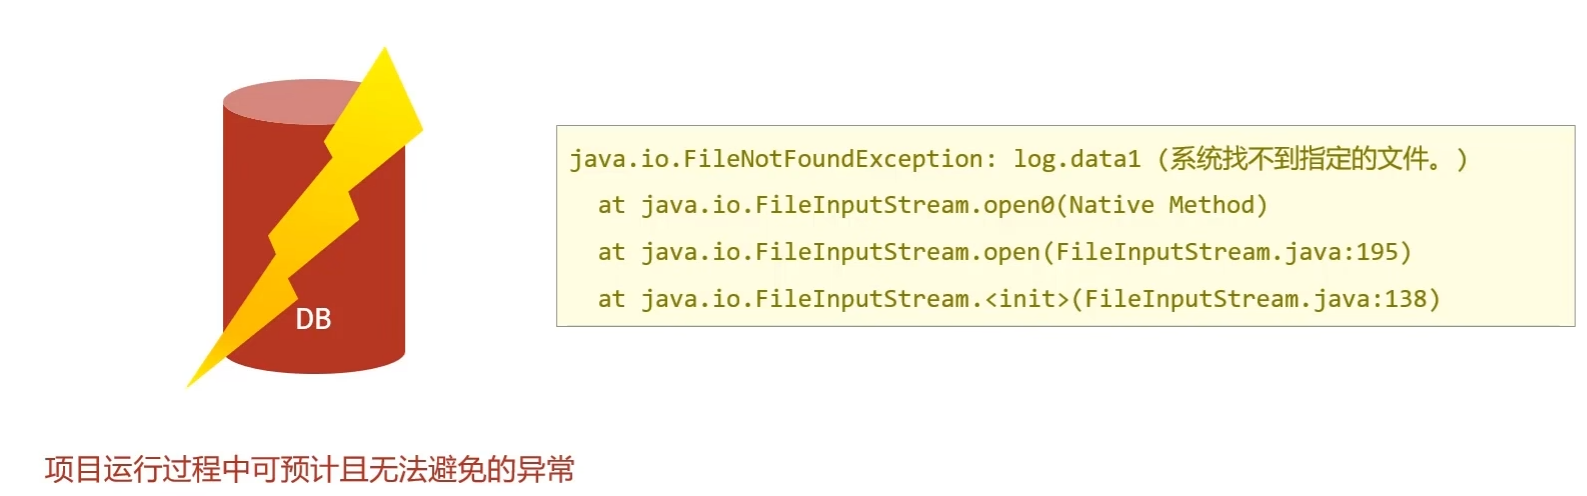 DB
java.io.FileNotFoundException: log.data1 (系统找不到指定的文件。)
at java.io.FileInputStream.open0(Native Method)
at java.io.FileInputStream.open(FileInputStream.java:195)
at java.io.FileInputStream.<init>(FileInputStream.java:138)
项目运行过程中可预计且无法避免的异常